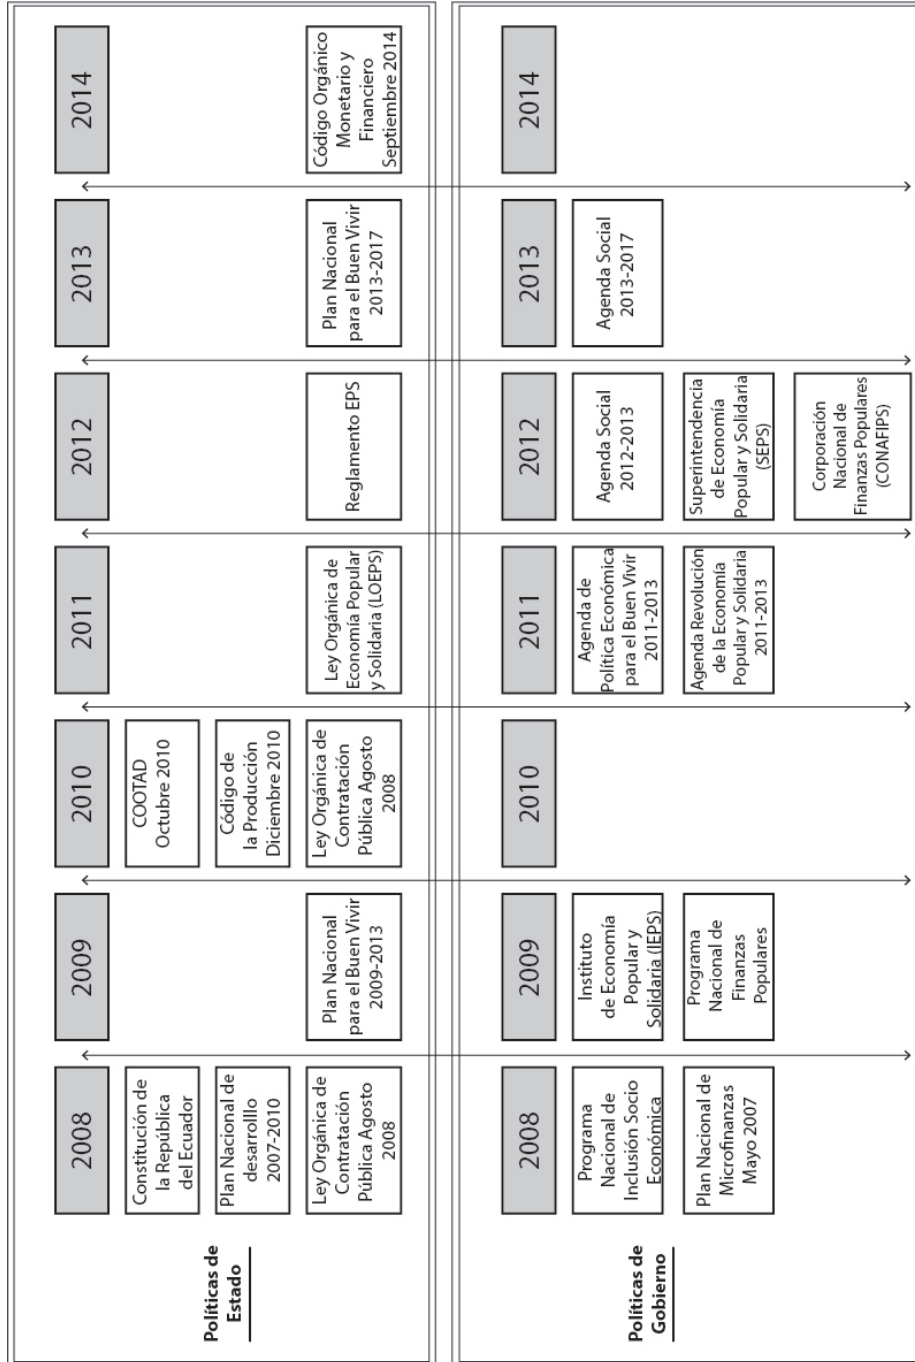 Políticas de
Estado
2008
Constitución de
la República
del Ecuador
Plan Nacional de
desarrolllo
2007-2010
Ley Orgánica de
Contratación
Pública Agosto
2008
2009
Plan Nacional
para el Buen Vivir
2009-2013
2010
COOTAD
Octubre 2010
Código de
la Producción
Diciembre 2010
Ley Orgánica de
Contratación
Pública Agosto
2008
2011
Ley Orgánica de
Economía Popular
y Solidaria (LOEPS)
2012
Reglamento EPS
2013
Plan Nacional
para el Buen Vivir
2013-2017
2014
Código Orgánico
Monetario y
Financiero
Septiembre 2014
Políticas de
Gobierno
2008
Programa
Nacional de
Inclusión Socio
Económica
Plan Nacional de
Microfinanzas
Mayo 2007
2009
Instituto
de Economía
Popular y
Solidaria (IEPS)
Programa
Nacional de
Finanzas
Populares
2010
2011
Agenda de
Política Económica
para el Buen Vivir
2011-2013
Agenda Revolución
de la Economía
Popular y Solidaria
2011-2013
2012
Agenda Social
2012-2013
Superintendencia
de Economía
Popular y Solidaria
(SEPS)
Corporación
Nacional de
Finanzas Populares
(CONAFIPS)
2013
Agenda Social
2013-2017
2014